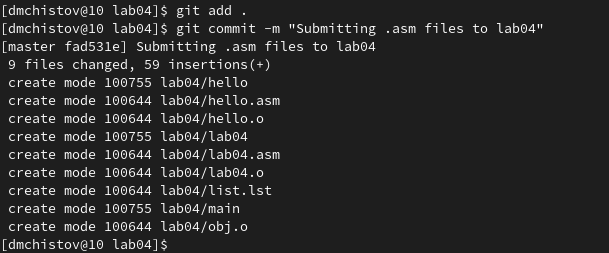 [dmchistov@10 lab04]$ git add .
[dmchistov@10 lab04]$ git commit -m "Submitting .asm files to lab04"
[master fad531e] Submitting .asm files to lab04
 9 files changed, 59 insertions(+)
 create mode 100755 lab04/hello
 create mode 100644 lab04/hello.asm
 create mode 100644 lab04/hello.o
 create mode 100755 lab04/lab04
 create mode 100644 lab04/lab04.asm
 create mode 100644 lab04/lab04.o
 create mode 100644 lab04/list.lst
 create mode 100755 lab04/main
 create mode 100644 lab04/obj.o
[dmchistov@10 lab04]$